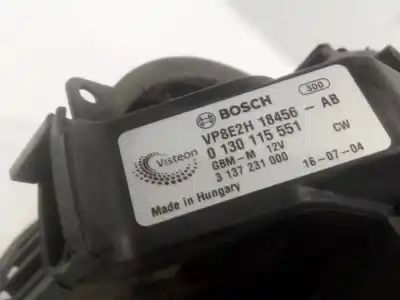 BOSCH
300
VP8E2H 18456 - AB
0 130 115 551
CW
GBM-M 12V
3 137 231 000
16-07-04
Visteon
Made in Hungary